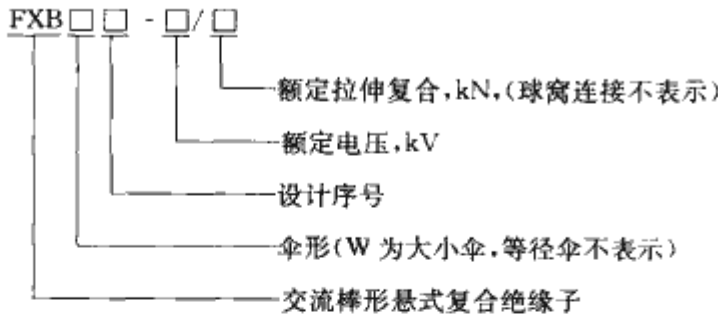 FXB□□-□/□
额定拉伸复合,kN,(球窝连接不表示)
额定电压,kV
设计序号
伞形(W 为大小伞,等径伞不表示)
交流棒形悬式复合绝缘子